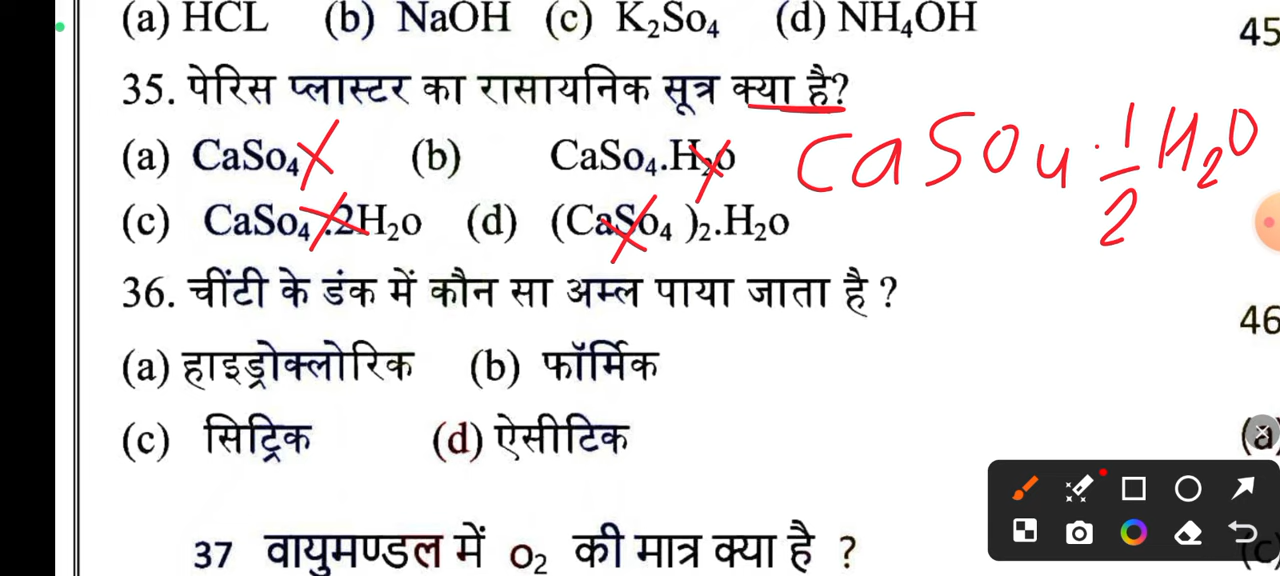 (a) HCL (b) NaOH (c) K₂So₄ (d) NH₄OH
45
35. पेरिस प्लास्टर का रासायनिक सूत्र क्या है?
(a) CaSo₄ (b) CaSo₄.H₂o
CaSO₄·1/2H₂O
(c) CaSo₄.2H₂o (d) (CaSo₄)₂.H₂o
36. चींटी के डंक में कौन सा अम्ल पाया जाता है ?
46
(a) हाइड्रोक्लोरिक (b) फॉर्मिक
(c) सिट्रिक (d) ऐसीटिक
(a)
37 वायुमण्डल में O₂ की मात्र क्या है ?
(c)